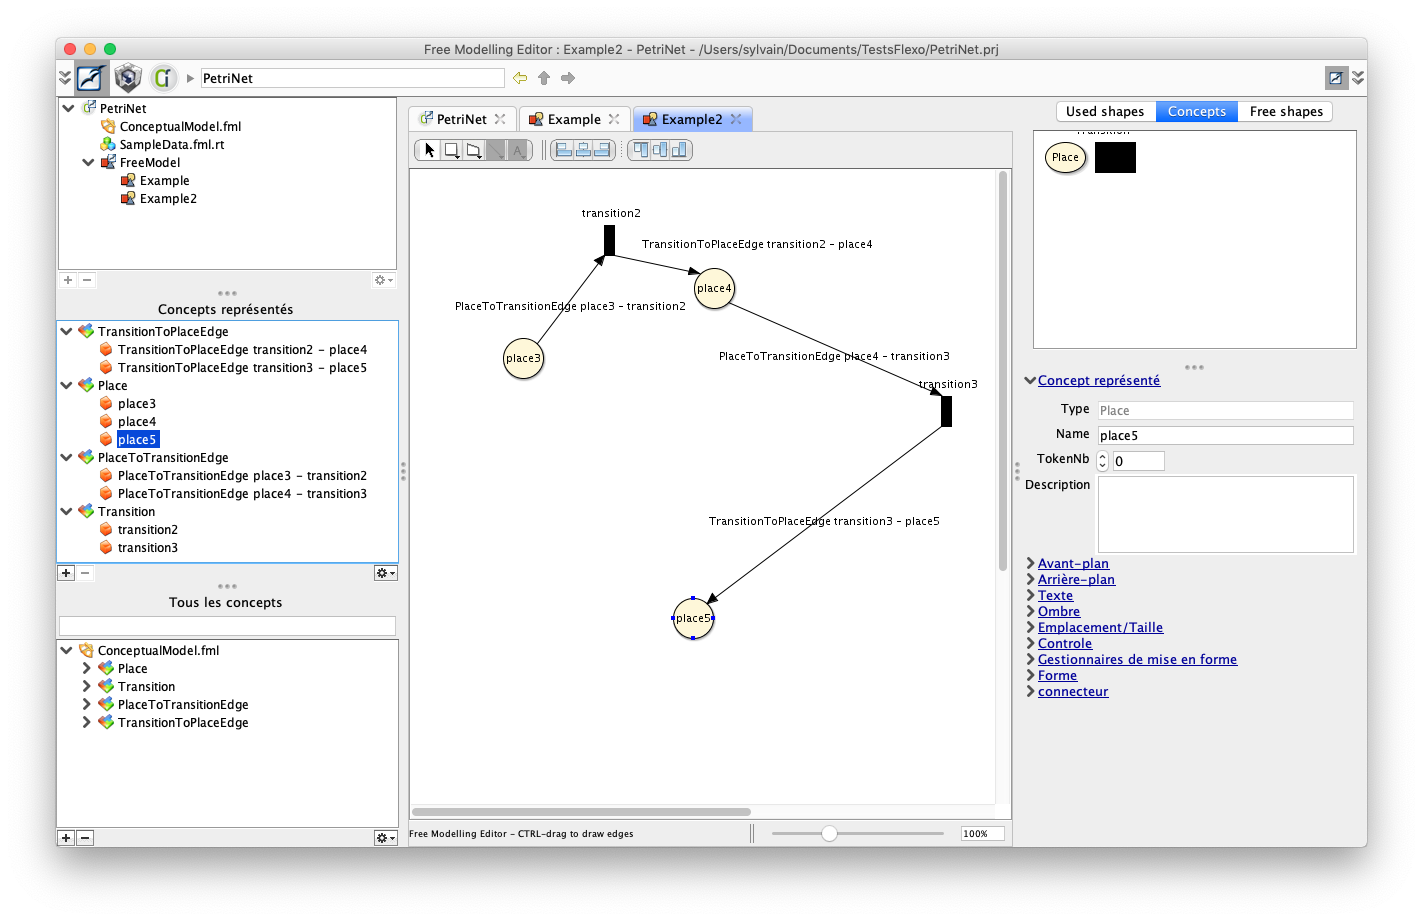 Free Modelling Editor : Example2 - PetriNet - /Users/sylvain/Documents/TestsFlexo/PetriNet.prj
PetriNet
PetriNet
ConceptualModel.fml
SampleData.fml.rt
FreeModel
Example
Example2
Concepts représentés
TransitionToPlaceEdge
TransitionToPlaceEdge transition2 - place4
TransitionToPlaceEdge transition3 - place5
Place
place3
place4
place5
PlaceToTransitionEdge
PlaceToTransitionEdge place3 - transition2
PlaceToTransitionEdge place4 - transition3
Transition
transition2
transition3
Tous les concepts
ConceptualModel.fml
Place
Transition
PlaceToTransitionEdge
TransitionToPlaceEdge
PetriNet
Example
Example2
A
transition2
TransitionToPlaceEdge transition2 - place4
place4
PlaceToTransitionEdge place3 - transition2
place3
PlaceToTransitionEdge place4 - transition3
transition3
TransitionToPlaceEdge transition3 - place5
place5
Free Modelling Editor - CTRL-drag to draw edges
100%
Used shapes
Concepts
Free shapes
Transition
Place
Concept représenté
Type
Place
Name
place5
TokenNb
0
Description
Avant-plan
Arrière-plan
Texte
Ombre
Emplacement/Taille
Controle
Gestionnaires de mise en forme
Forme
connecteur